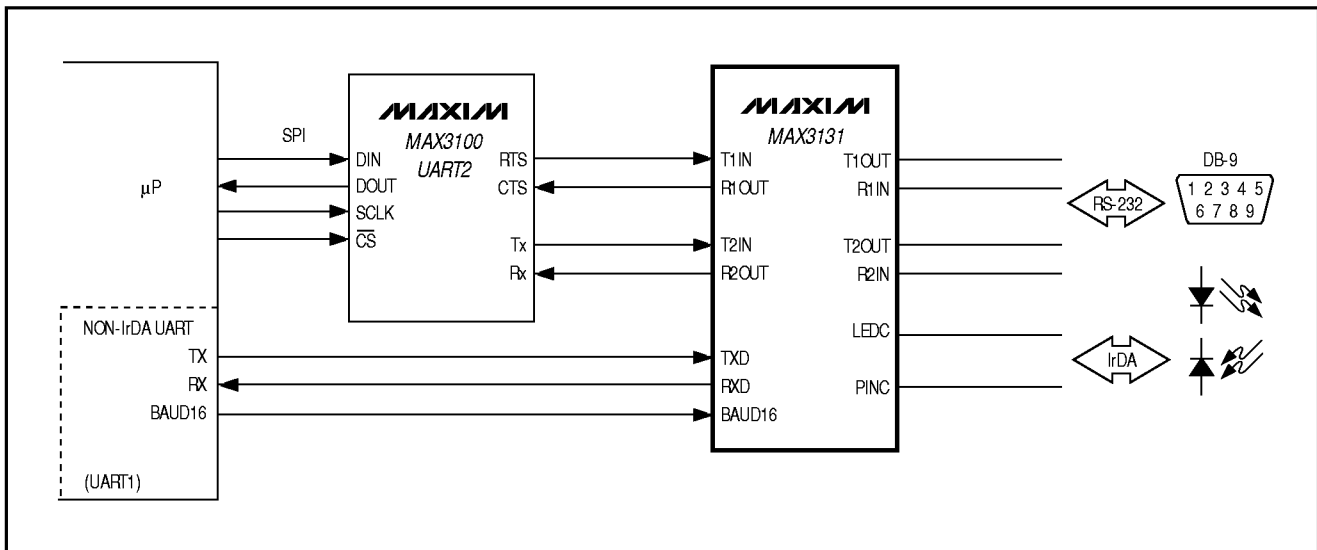 µP
SPI
MAXIM
MAX3100
UART2
DIN
DOUT
SCLK
CS
RTS
CTS
Tx
Rx
MAXIM
MAX3131
T1IN
R1OUT
T2IN
R2OUT
TXD
RXD
BAUD16
T1OUT
R1IN
T2OUT
R2IN
LEDC
PINC
RS-232
DB-9
1 2 3 4 5
6 7 8 9
IrDA
NON-IrDA UART
TX
RX
BAUD16
(UART1)